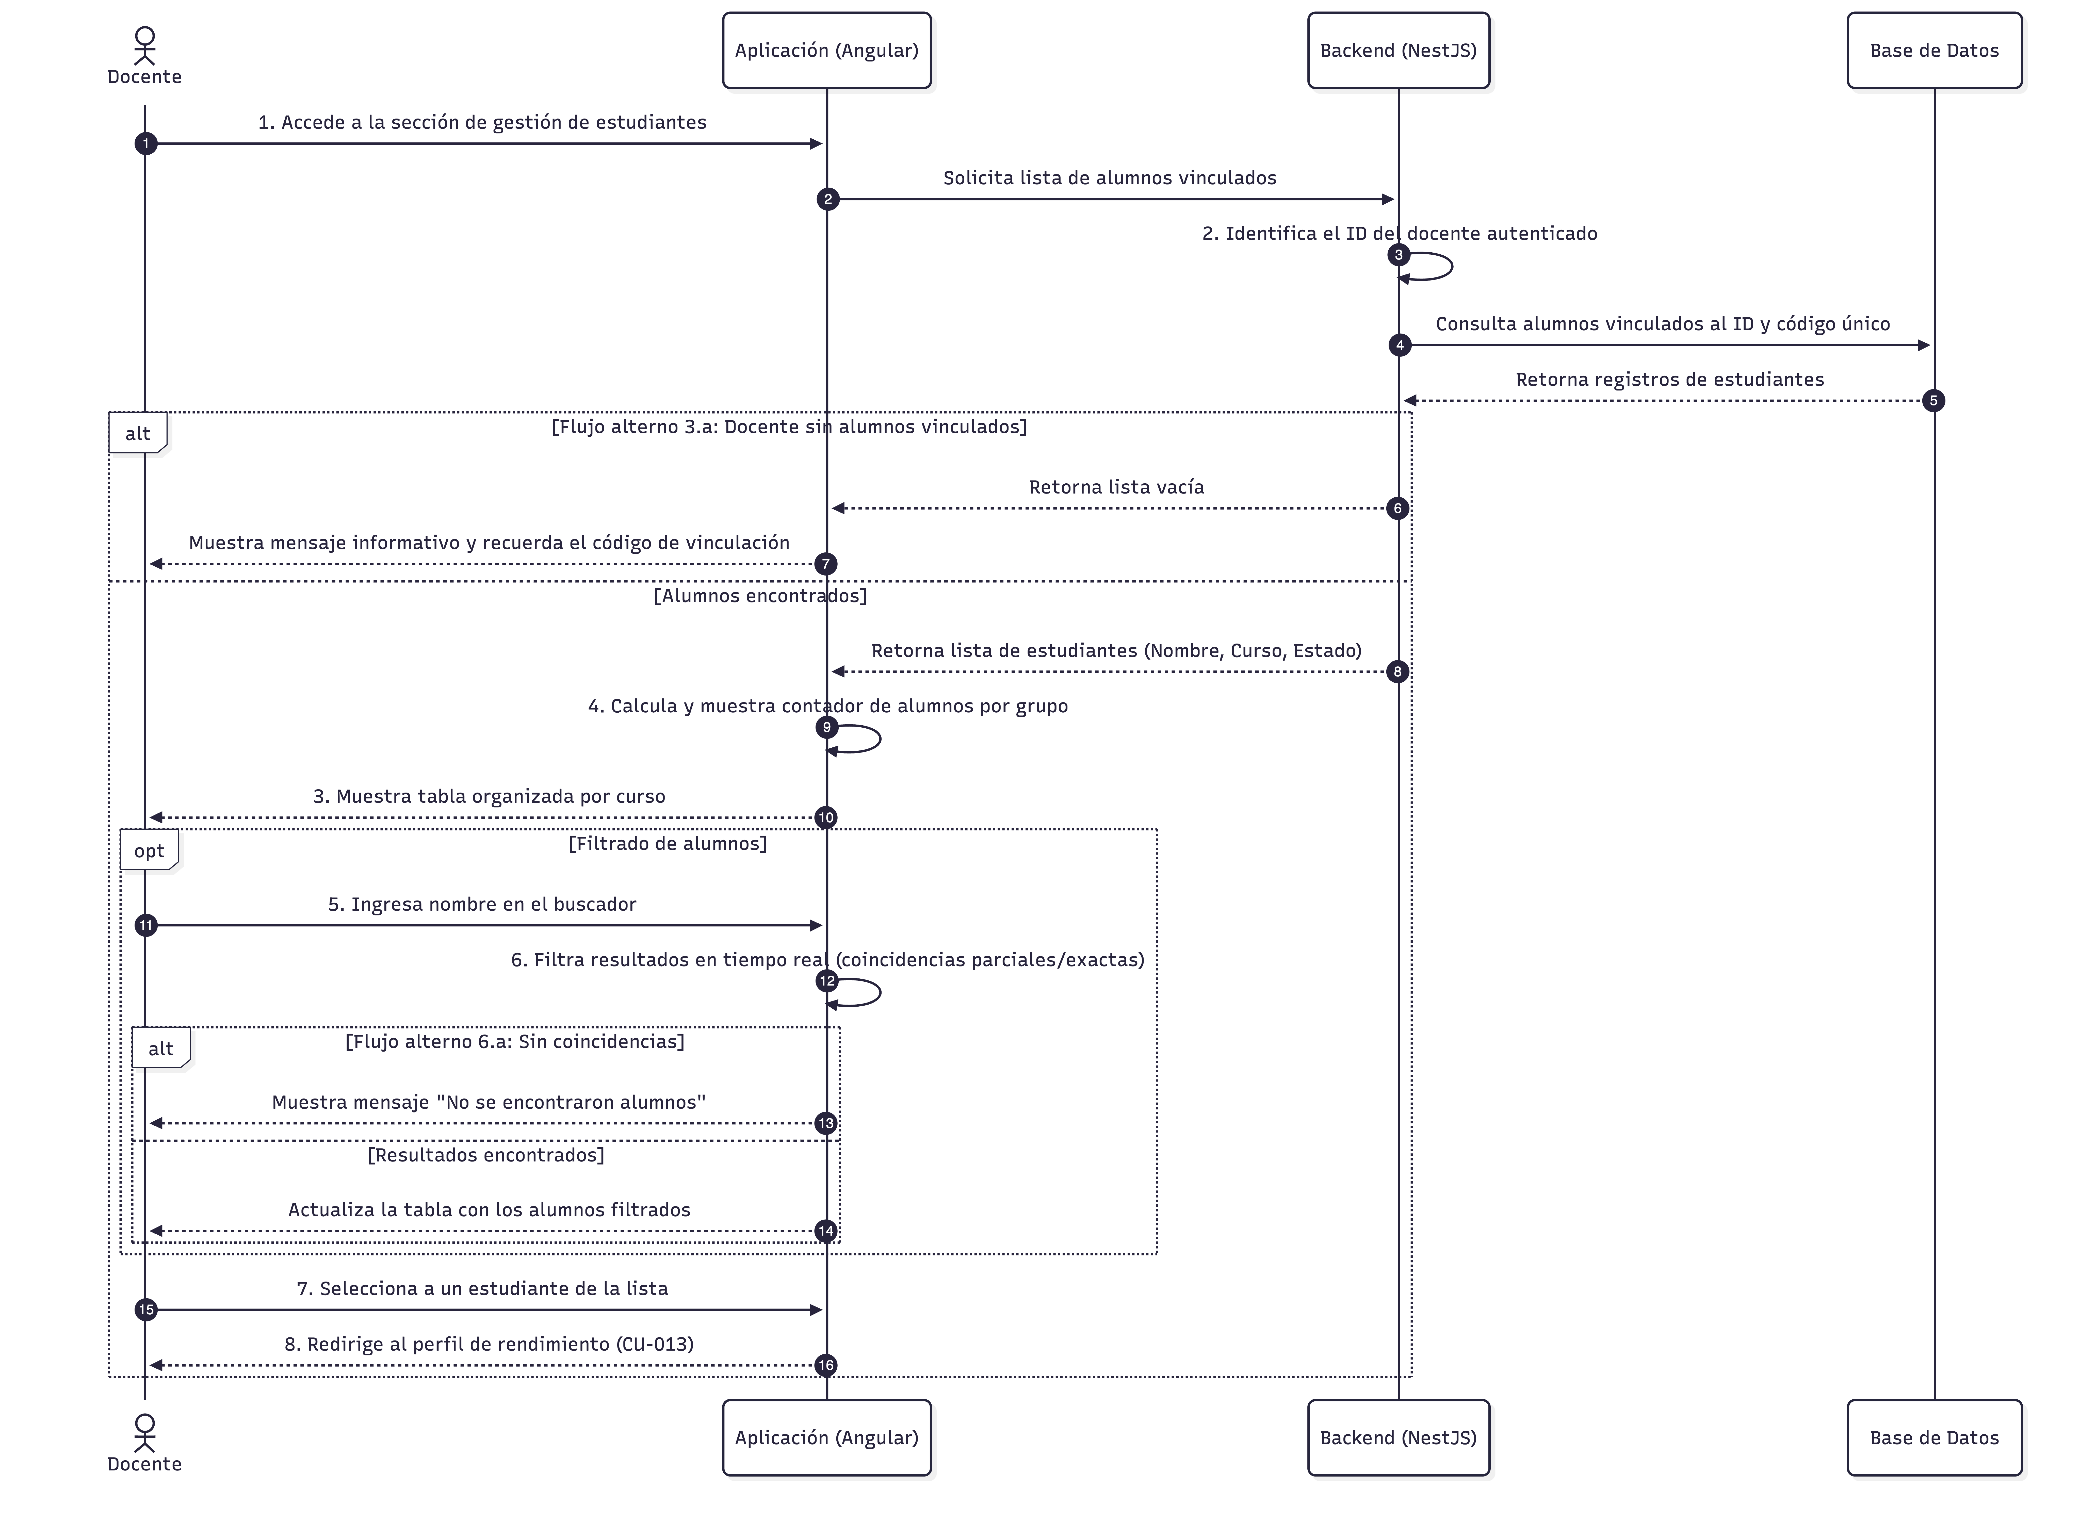 Docente
Aplicación (Angular)
Backend (NestJS)
Base de Datos
1. Accede a la sección de gestión de estudiantes
1
Solicita lista de alumnos vinculados
2
2. Identifica el ID del docente autenticado
3
Consulta alumnos vinculados al ID y código único
4
Retorna registros de estudiantes
5
alt
[Flujo alterno 3.a: Docente sin alumnos vinculados]
Retorna lista vacía
6
Muestra mensaje informativo y recuerda el código de vinculación
7
[Alumnos encontrados]
Retorna lista de estudiantes (Nombre, Curso, Estado)
8
4. Calcula y muestra contador de alumnos por grupo
9
3. Muestra tabla organizada por curso
10
opt
[Filtrado de alumnos]
5. Ingresa nombre en el buscador
11
6. Filtra resultados en tiempo real (coincidencias parciales/exactas)
12
alt
[Flujo alterno 6.a: Sin coincidencias]
Muestra mensaje "No se encontraron alumnos"
13
[Resultados encontrados]
Actualiza la tabla con los alumnos filtrados
14
7. Selecciona a un estudiante de la lista
15
8. Redirige al perfil de rendimiento (CU-013)
16
Docente
Aplicación (Angular)
Backend (NestJS)
Base de Datos